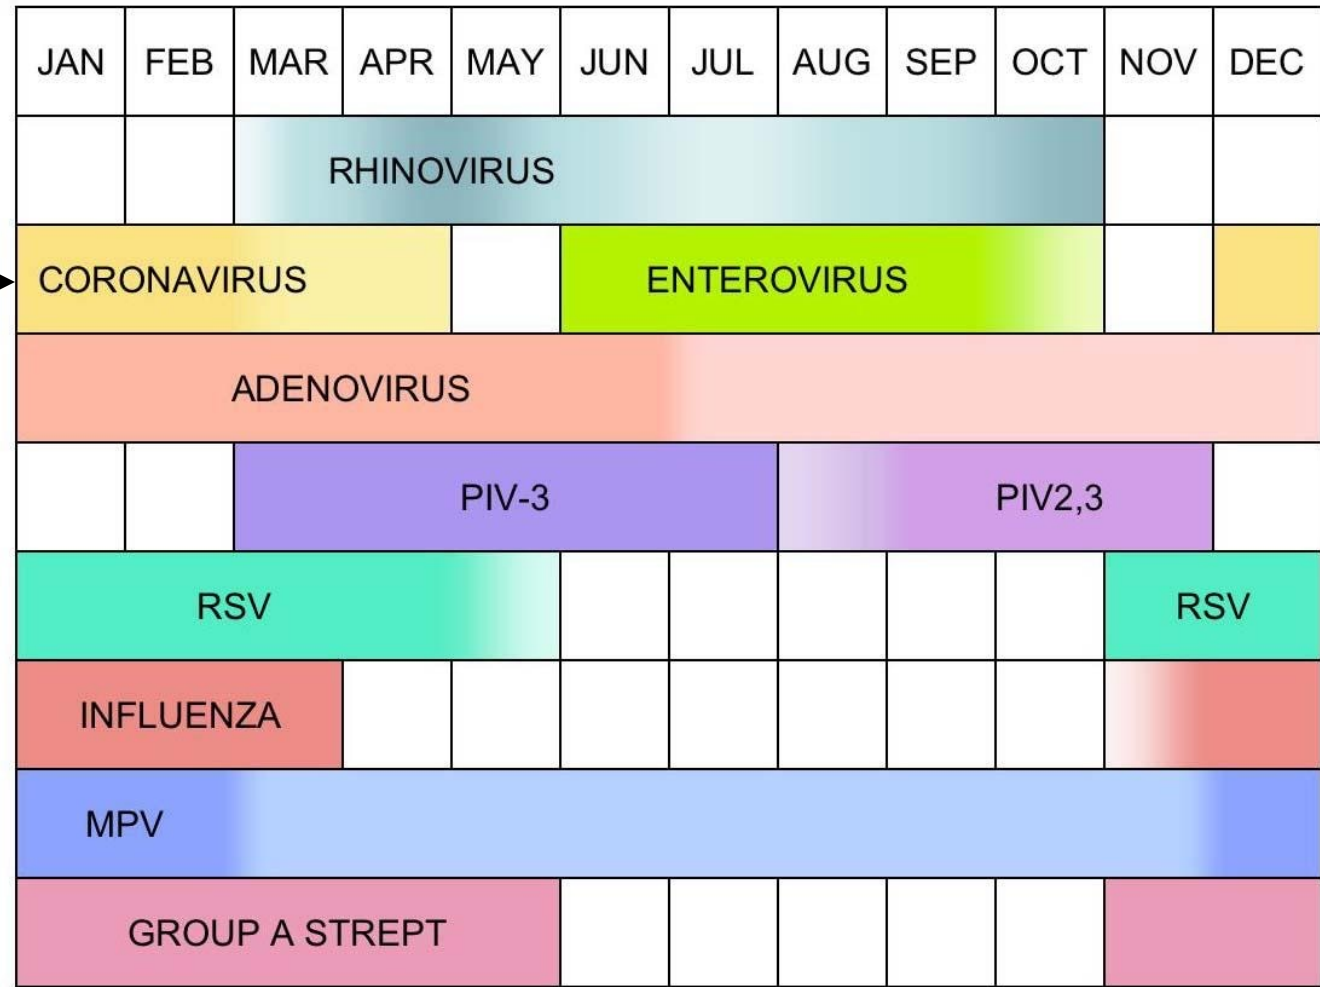 JAN FEB MAR APR MAY JUN JUL AUG SEP OCT NOV DEC
RHINOVIRUS
CORONAVIRUS ENTEROVIRUS
ADENOVIRUS
PIV-3 PIV2,3
RSV RSV
INFLUENZA
MPV
GROUP A STREPT